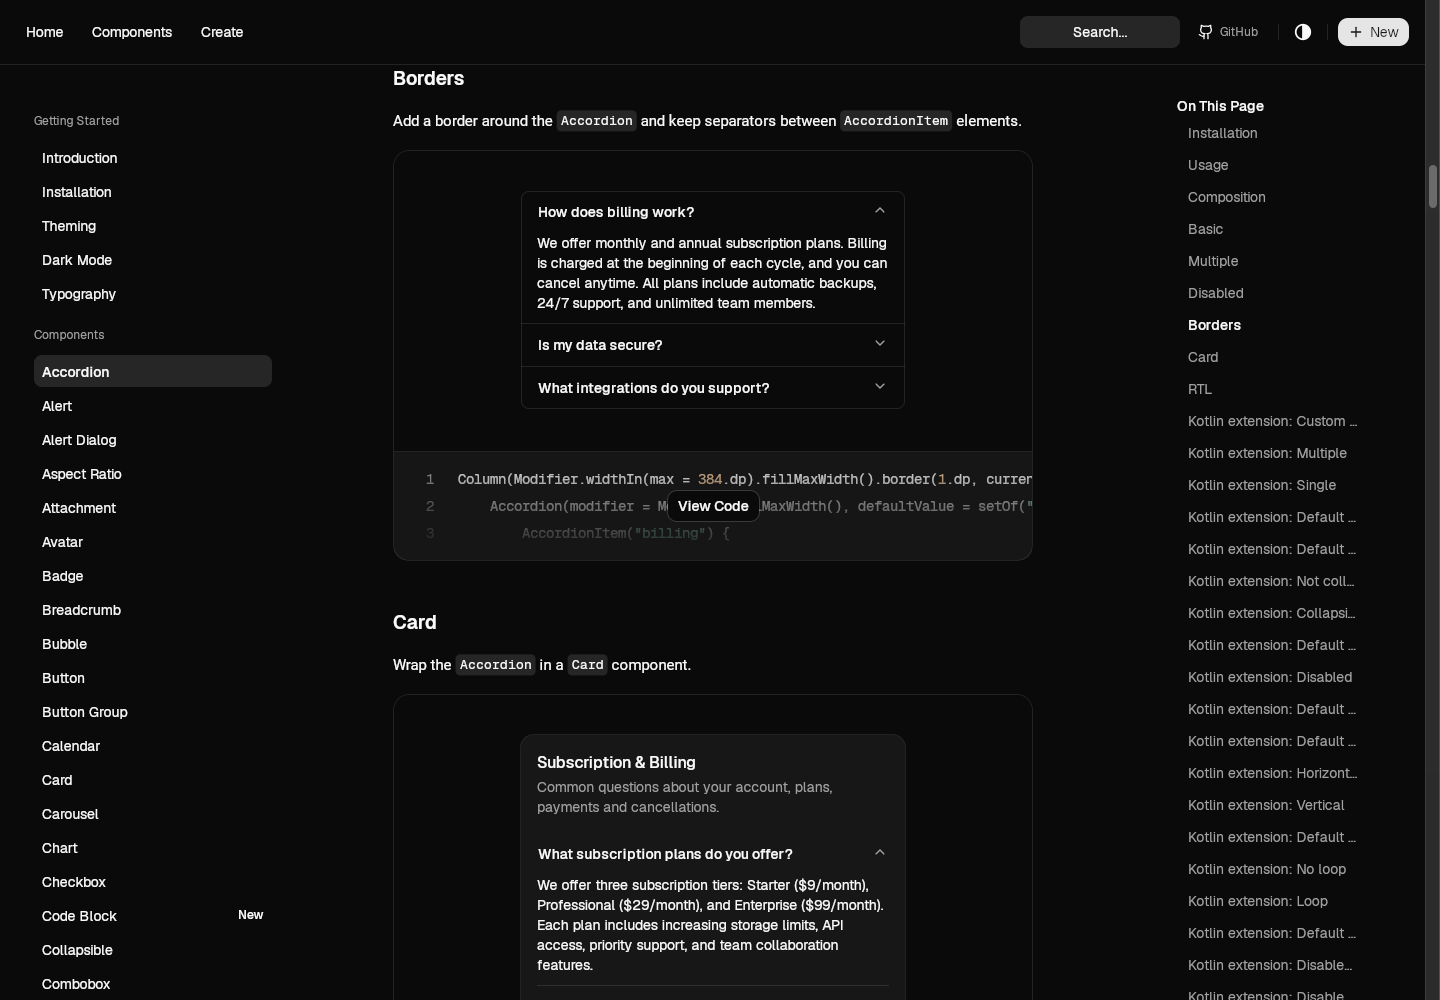 Home
Components
Create
Search...
GitHub
New
Getting Started
Introduction
Installation
Theming
Dark Mode
Typography
Components
Accordion
Alert
Alert Dialog
Aspect Ratio
Attachment
Avatar
Badge
Breadcrumb
Bubble
Button
Button Group
Calendar
Card
Carousel
Chart
Checkbox
Code Block New
Collapsible
Combobox
Borders
Add a border around the Accordion and keep separators between AccordionItem elements.
How does billing work?
We offer monthly and annual subscription plans. Billing
is charged at the beginning of each cycle, and you can
cancel anytime. All plans include automatic backups,
24/7 support, and unlimited team members.
Is my data secure?
What integrations do you support?
1 Column(Modifier.widthIn(max = 384.dp).fillMaxWidth().border(1.dp, curren
2 Accordion(modifier = M MaxWidth(), defaultValue = setOf("
View Code
3 AccordionItem("billing") {
Card
Wrap the Accordion in a Card component.
Subscription & Billing
Common questions about your account, plans,
payments and cancellations.
What subscription plans do you offer?
We offer three subscription tiers: Starter ($9/month),
Professional ($29/month), and Enterprise ($99/month).
Each plan includes increasing storage limits, API
access, priority support, and team collaboration
features.
On This Page
Installation
Usage
Composition
Basic
Multiple
Disabled
Borders
Card
RTL
Kotlin extension: Custom ...
Kotlin extension: Multiple
Kotlin extension: Single
Kotlin extension: Default ...
Kotlin extension: Default ...
Kotlin extension: Not coll...
Kotlin extension: Collapsi...
Kotlin extension: Default ...
Kotlin extension: Disabled
Kotlin extension: Default ...
Kotlin extension: Default ...
Kotlin extension: Horizont...
Kotlin extension: Vertical
Kotlin extension: Default ...
Kotlin extension: No loop
Kotlin extension: Loop
Kotlin extension: Default ...
Kotlin extension: Disable...
Kotlin extension: Disable...